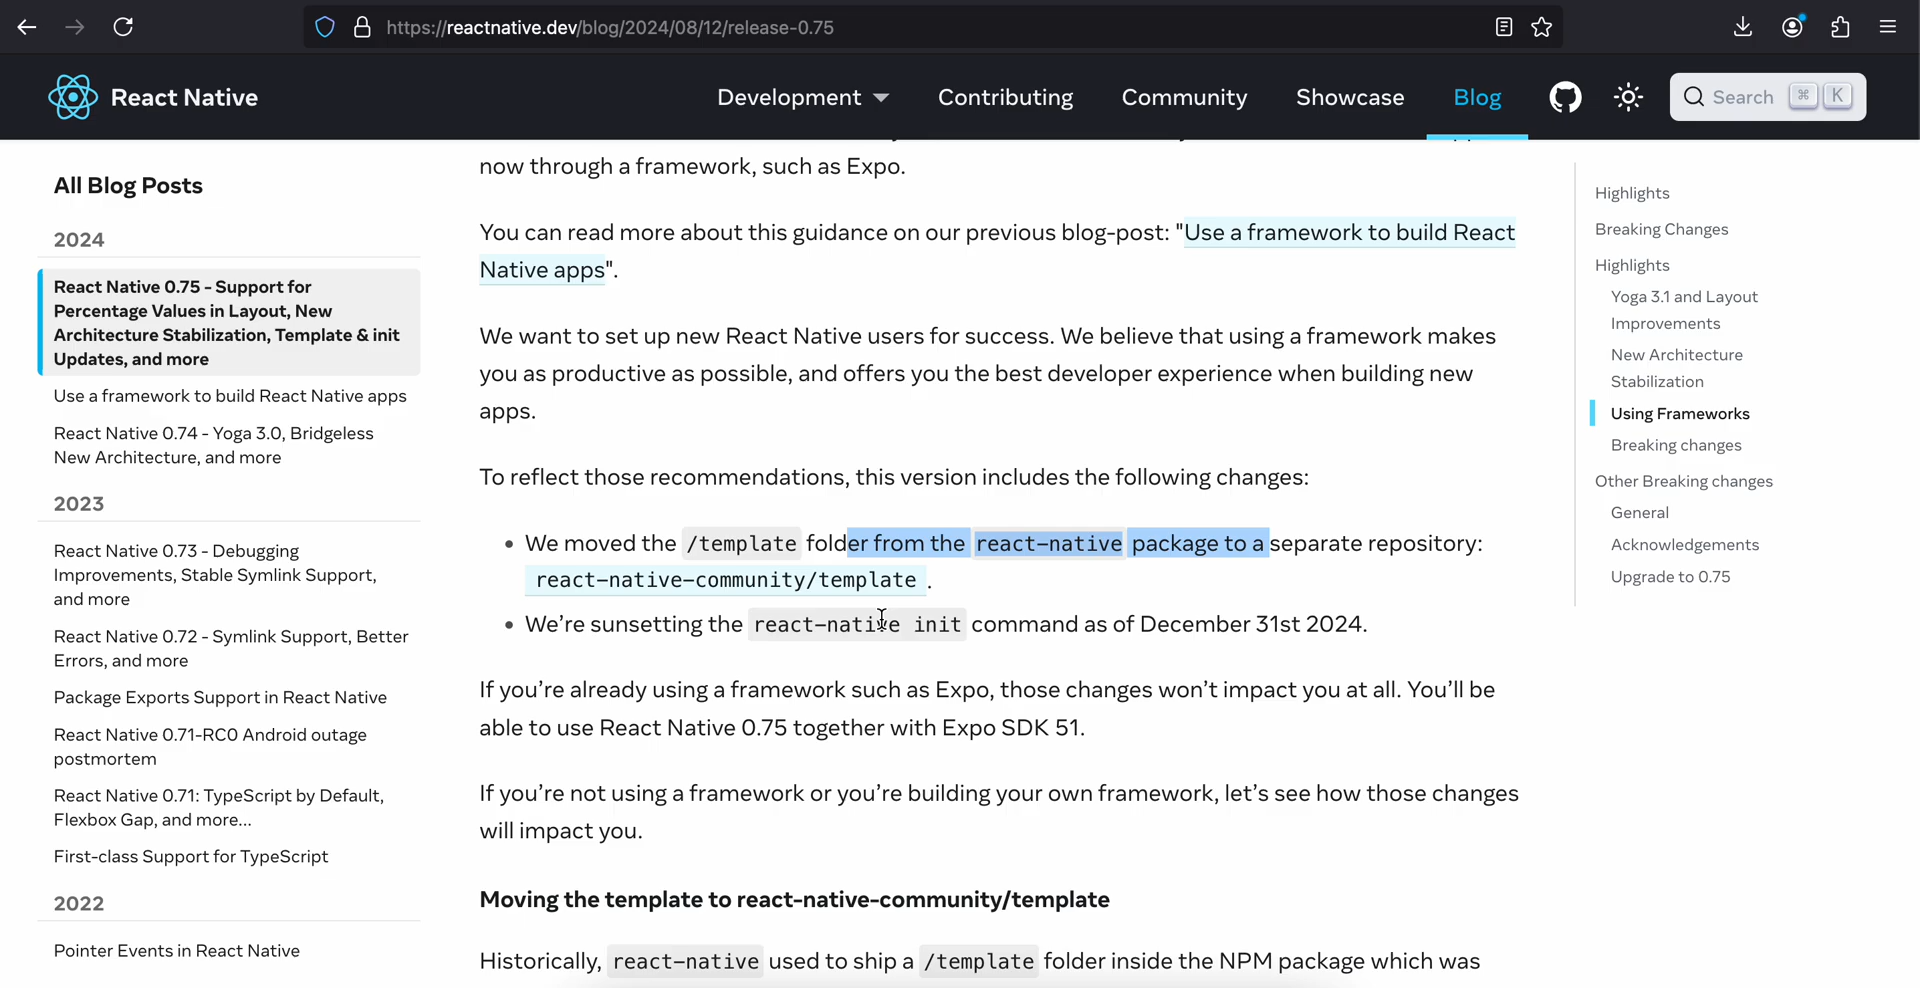 https://reactnative.dev/blog/2024/08/12/release-0.75
React Native
Development
Contributing
Community
Showcase
Blog
Search
⌘
K
All Blog Posts
2024
React Native 0.75 - Support for
Percentage Values in Layout, New
Architecture Stabilization, Template & init
Updates, and more
Use a framework to build React Native apps
React Native 0.74 - Yoga 3.0, Bridgeless
New Architecture, and more
2023
React Native 0.73 - Debugging
Improvements, Stable Symlink Support,
and more
React Native 0.72 - Symlink Support, Better
Errors, and more
Package Exports Support in React Native
React Native 0.71-RC0 Android outage
postmortem
React Native 0.71: TypeScript by Default,
Flexbox Gap, and more...
First-class Support for TypeScript
2022
Pointer Events in React Native
now through a framework, such as Expo.
You can read more about this guidance on our previous blog-post: "Use a framework to build React
Native apps".
We want to set up new React Native users for success. We believe that using a framework makes
you as productive as possible, and offers you the best developer experience when building new
apps.
To reflect those recommendations, this version includes the following changes:
• We moved the /template folder from the react-native package to a separate repository:
react-native-community/template .
• We’re sunsetting the react-native init command as of December 31st 2024.
If you’re already using a framework such as Expo, those changes won’t impact you at all. You’ll be
able to use React Native 0.75 together with Expo SDK 51.
If you’re not using a framework or you’re building your own framework, let’s see how those changes
will impact you.
Moving the template to react-native-community/template
Historically, react-native used to ship a /template folder inside the NPM package which was
Highlights
Breaking Changes
Highlights
Yoga 3.1 and Layout
Improvements
New Architecture
Stabilization
Using Frameworks
Breaking changes
Other Breaking changes
General
Acknowledgements
Upgrade to 0.75